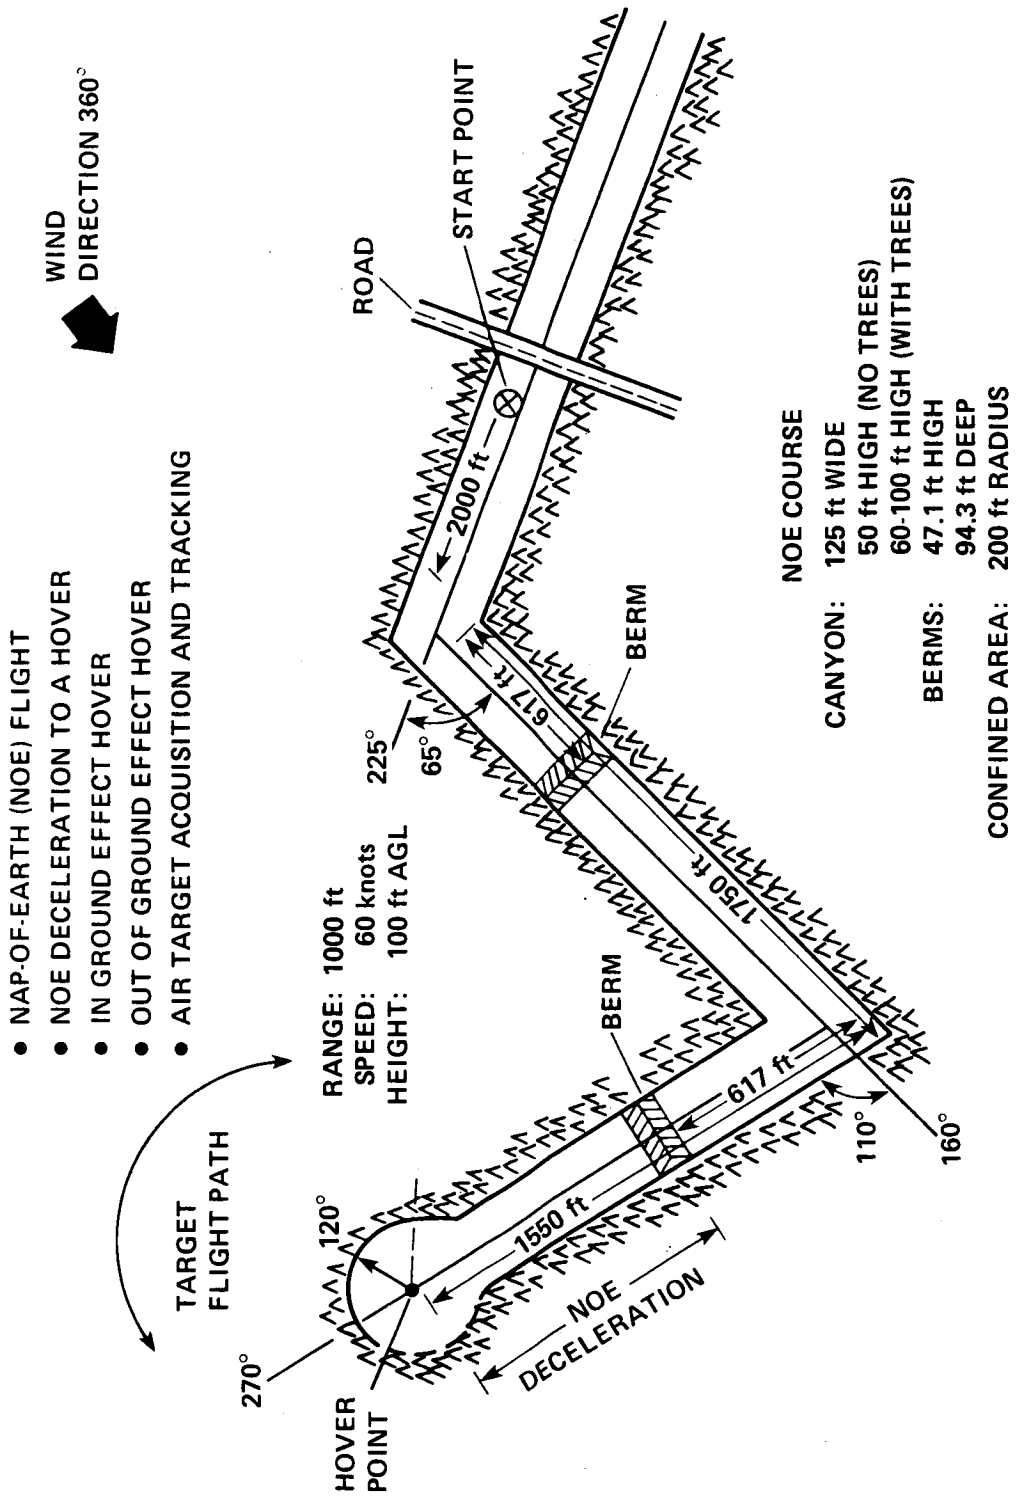 • NAP-OF-EARTH (NOE) FLIGHT
• NOE DECELERATION TO A HOVER
• IN GROUND EFFECT HOVER
• OUT OF GROUND EFFECT HOVER
• AIR TARGET ACQUISITION AND TRACKING
WIND
DIRECTION 360°
TARGET
FLIGHT PATH
RANGE: 1000 ft
SPEED: 60 knots
HEIGHT: 100 ft AGL
ROAD
START POINT
2000 ft
225°
65°
617 ft
BERM
1750 ft
BERM
617 ft
110°
160°
1550 ft
NOE
DECELERATION
120°
270°
HOVER
POINT
NOE COURSE
CANYON: 125 ft WIDE
50 ft HIGH (NO TREES)
60-100 ft HIGH (WITH TREES)
BERMS: 47.1 ft HIGH
94.3 ft DEEP
CONFINED AREA: 200 ft RADIUS